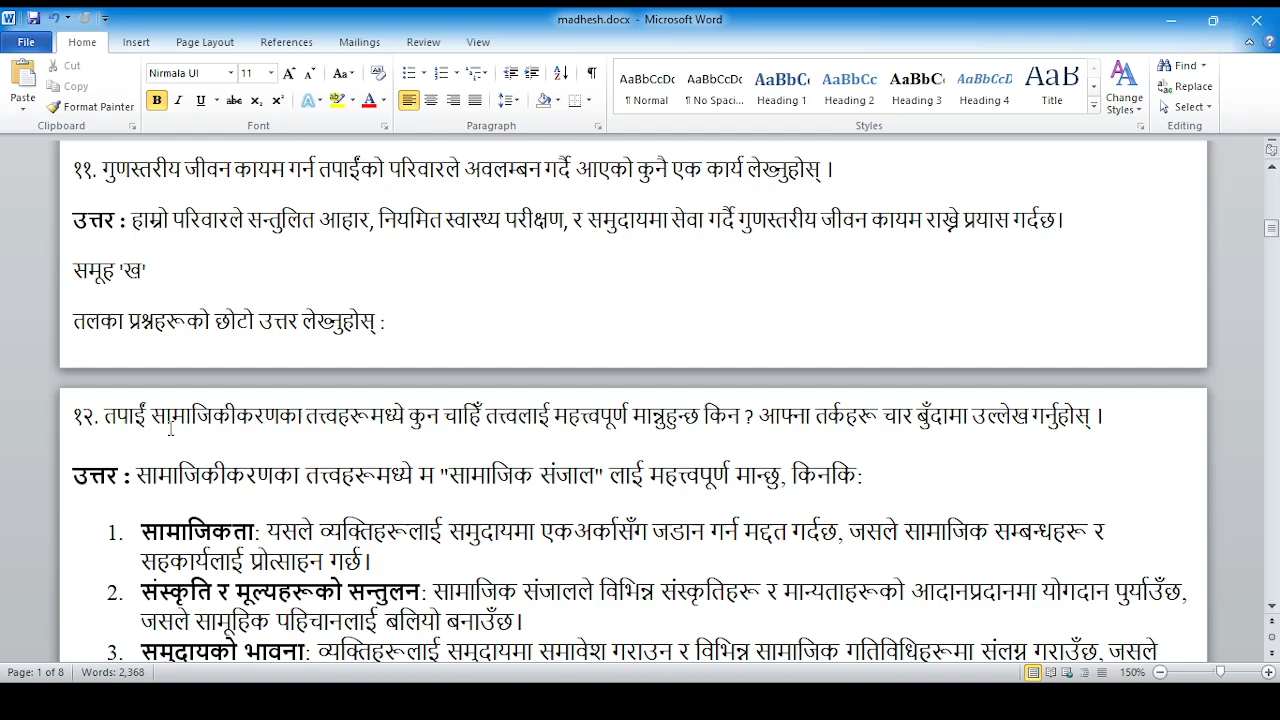 madhesh.docx - Microsoft Word
File Home Insert Page Layout References Mailings Review View
Cut
Copy
Format Painter
Paste
Clipboard
Nirmala UI 11
Font
Paragraph
AaBbCcDc AaBbCcDc AaBbC AaBbCc AaBbC AaBbCcD AaB
¶ Normal ¶ No Spaci... Heading 1 Heading 2 Heading 3 Heading 4 Title
Change Styles
Styles
Find
Replace
Select
Editing
११. गुणस्तरीय जीवन कायम गर्न तपाईंको परिवारले अवलम्बन गर्दै आएको कुनै एक कार्य लेख्नुहोस् ।
उत्तर : हाम्रो परिवारले सन्तुलित आहार, नियमित स्वास्थ्य परीक्षण, र समुदायमा सेवा गर्दै गुणस्तरीय जीवन कायम राख्ने प्रयास गर्दछ।
समूह 'ख'
तलका प्रश्नहरूको छोटो उत्तर लेख्नुहोस् :
१२. तपाईं सामाजिकीकरणका तत्त्वहरूमध्ये कुन चाहिँ तत्त्वलाई महत्त्वपूर्ण मान्नुहुन्छ किन ? आफ्ना तर्कहरू चार बुँदामा उल्लेख गर्नुहोस् ।
उत्तर : सामाजिकीकरणका तत्त्वहरूमध्ये म "सामाजिक संजाल" लाई महत्त्वपूर्ण मान्छु, किनकि:
1. सामाजिकता: यसले व्यक्तिहरूलाई समुदायमा एकअर्कासँग जडान गर्न मद्दत गर्दछ, जसले सामाजिक सम्बन्धहरू र
सहकार्यलाई प्रोत्साहन गर्छ।
2. संस्कृति र मूल्यहरूको सन्तुलन: सामाजिक संजालले विभिन्न संस्कृतिहरू र मान्यताहरूको आदानप्रदानमा योगदान पुर्याउँछ,
जसले सामूहिक पहिचानलाई बलियो बनाउँछ।
3. समुदायको भावना: व्यक्तिहरूलाई समुदायमा समावेश गराउन र विभिन्न सामाजिक गतिविधिहरूमा संलग्न गराउँछ, जसले
Page: 1 of 8 Words: 2,368 150%